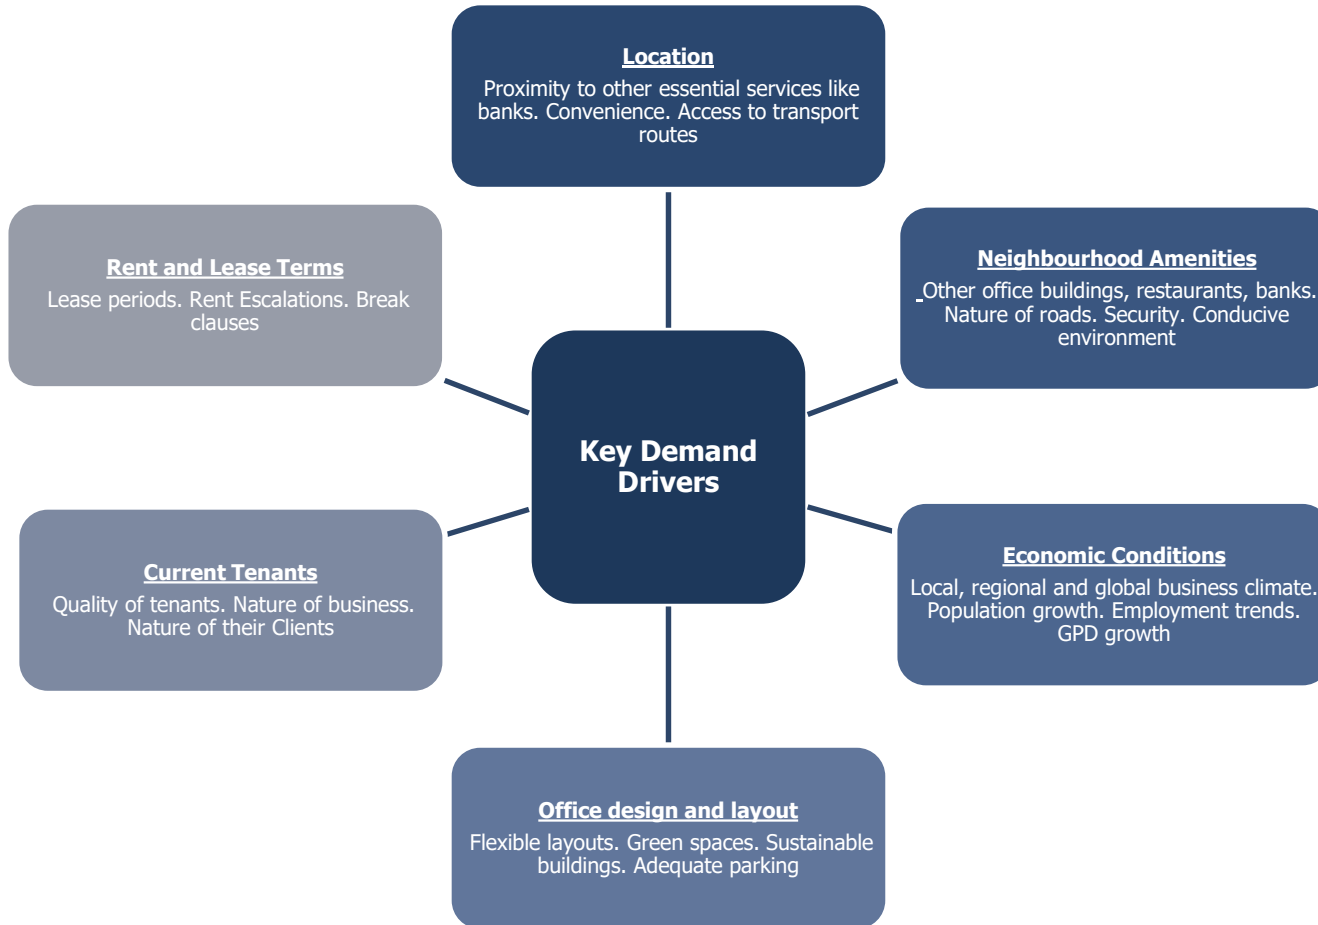 Location
Proximity to other essential services like
banks. Convenience. Access to transport
routes
Neighbourhood Amenities
Other office buildings, restaurants, banks.
Nature of roads. Security. Conducive
environment
Economic Conditions
Local, regional and global business climate.
Population growth. Employment trends.
GPD growth
Office design and layout
Flexible layouts. Green spaces. Sustainable
buildings. Adequate parking
Current Tenants
Quality of tenants. Nature of business.
Nature of their Clients
Rent and Lease Terms
Lease periods. Rent Escalations. Break
clauses
Key Demand
Drivers